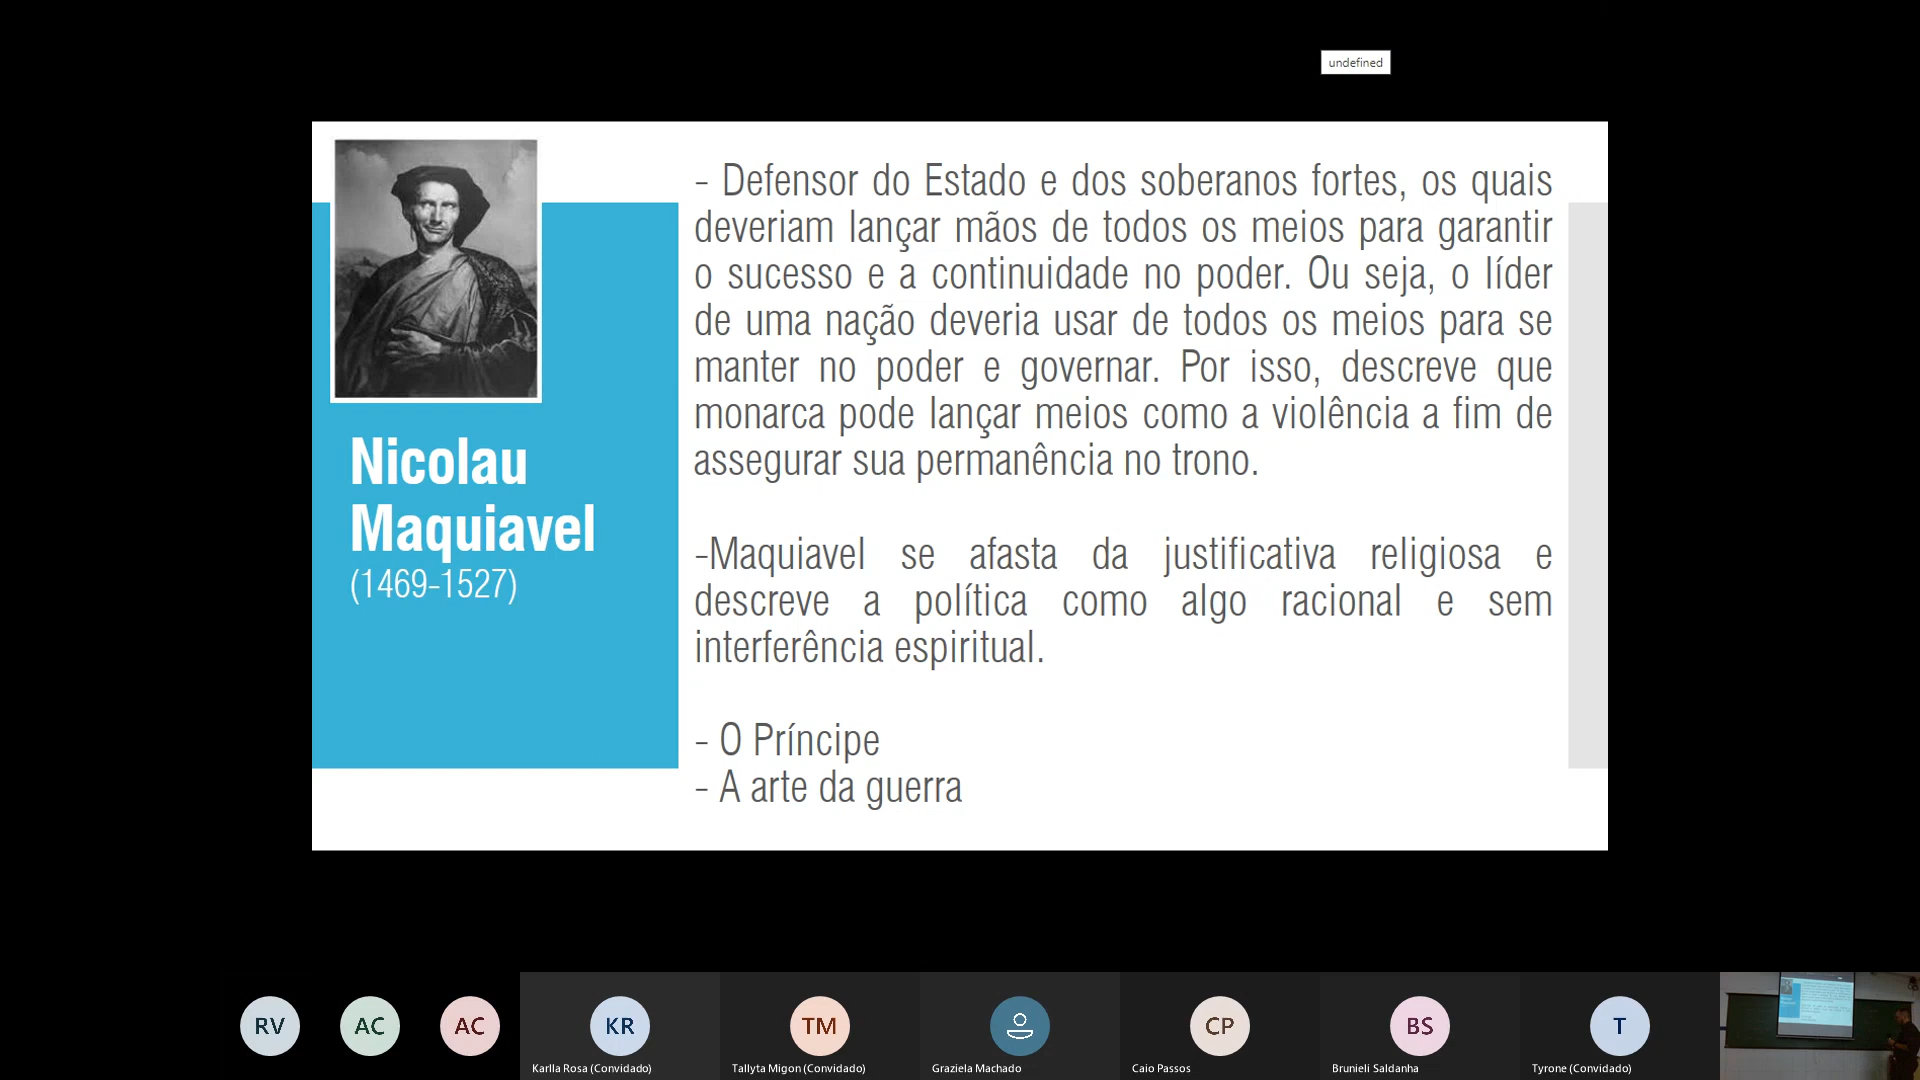 undefined
Nicolau
Maquiavel
(1469-1527)
- Defensor do Estado e dos soberanos fortes, os quais
deveriam lançar mãos de todos os meios para garantir
o sucesso e a continuidade no poder. Ou seja, o líder
de uma nação deveria usar de todos os meios para se
manter no poder e governar. Por isso, descreve que
monarca pode lançar meios como a violência a fim de
assegurar sua permanência no trono.
-Maquiavel se afasta da justificativa religiosa e
descreve a política como algo racional e sem
interferência espiritual.
- O Príncipe
- A arte da guerra
RV AC AC KR TM CP BS T
Karlla Rosa (Convidado) Tallyta Migon (Convidado) Graziela Machado Caio Passos Brunieli Saldanha Tyrone (Convidado)